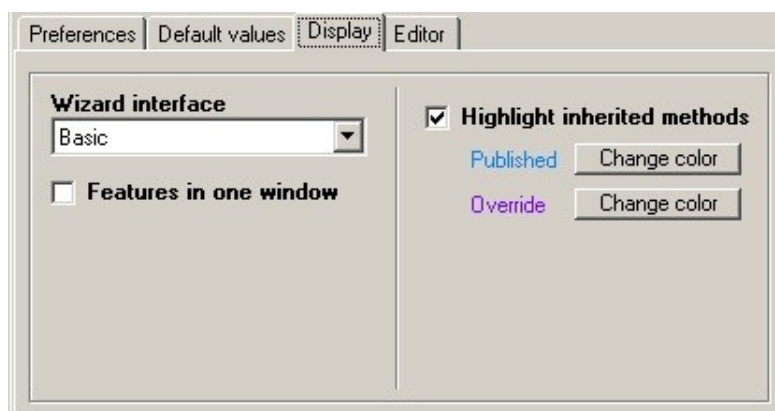 Preferences Default values Display Editor
Wizard interface
Basic
Features in one window
Highlight inherited methods
Published Change color
Override Change color